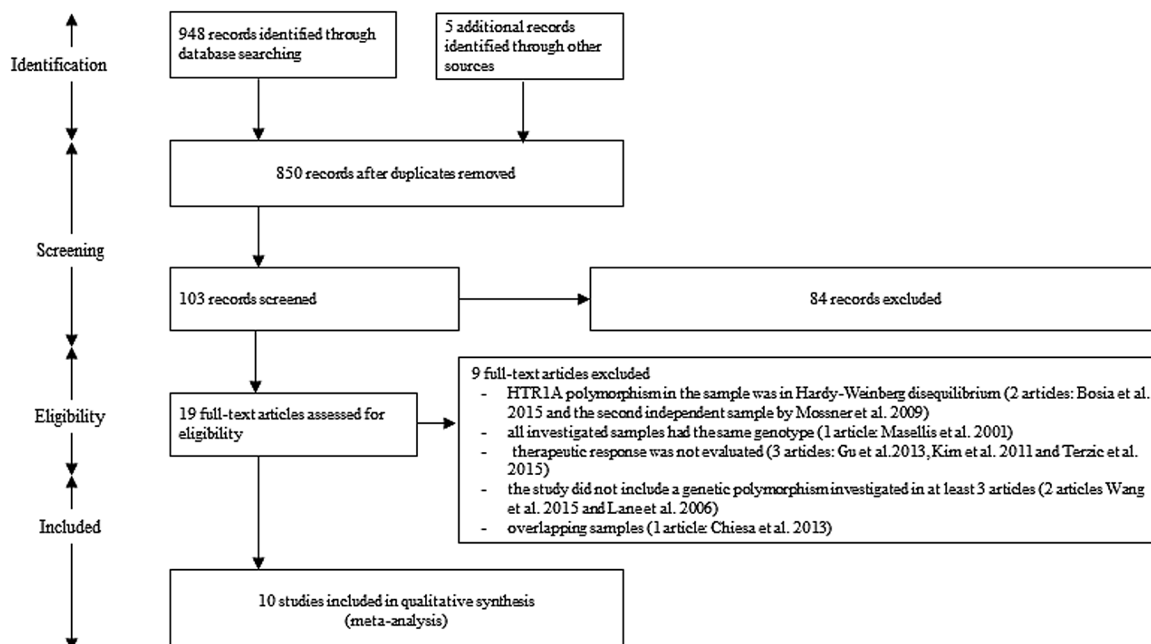 Identification
948 records identified through
database searching
5 additional records
identified through other
sources
850 records after duplicates removed
Screening
103 records screened
84 records excluded
Eligibility
19 full-text articles assessed for
eligibility
9 full-text articles excluded
- HTR1A polymorphism in the sample was in Hardy-Weinberg disequilibrium (2 articles: Bosia et al.
2015 and the second independent sample by Mossner et al. 2009)
- all investigated samples had the same genotype (1 article: Masellis et al. 2001)
- therapeutic response was not evaluated (3 articles: Gu et al.2013, Kim et al. 2011 and Terzic et al.
2015)
- the study did not include a genetic polymorphism investigated in at least 3 articles (2 articles Wang
et al. 2015 and Lane et al. 2006)
- overlapping samples (1 article: Chiesa et al. 2013)
Included
10 studies included in qualitative synthesis
(meta-analysis)